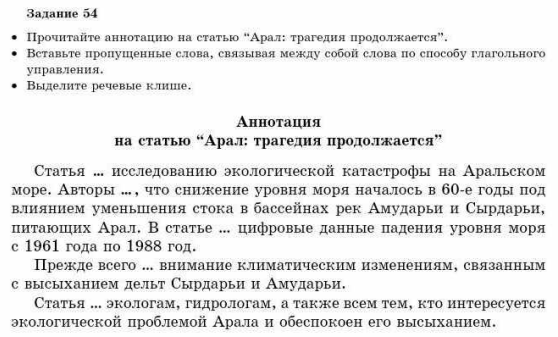 Задание 54
• Прочитайте аннотацию на статью “Арал: трагедия продолжается”.
• Вставьте пропущенные слова, связывая между собой слова по способу глагольного
управления.
• Выделите речевые клише.
Аннотация
на статью “Арал: трагедия продолжается”
Статья ... исследованию экологической катастрофы на Аральском
море. Авторы ..., что снижение уровня моря началось в 60-е годы под
влиянием уменьшения стока в бассейнах рек Амударьи и Сырдарьи,
питающих Арал. В статье ... цифровые данные падения уровня моря
с 1961 года по 1988 год.
Прежде всего ... внимание климатическим изменениям, связанным
с высыханием дельт Сырдарьи и Амударьи.
Статья ... экологам, гидрологам, а также всем тем, кто интересуется
экологической проблемой Арала и обеспокоен его высыханием.